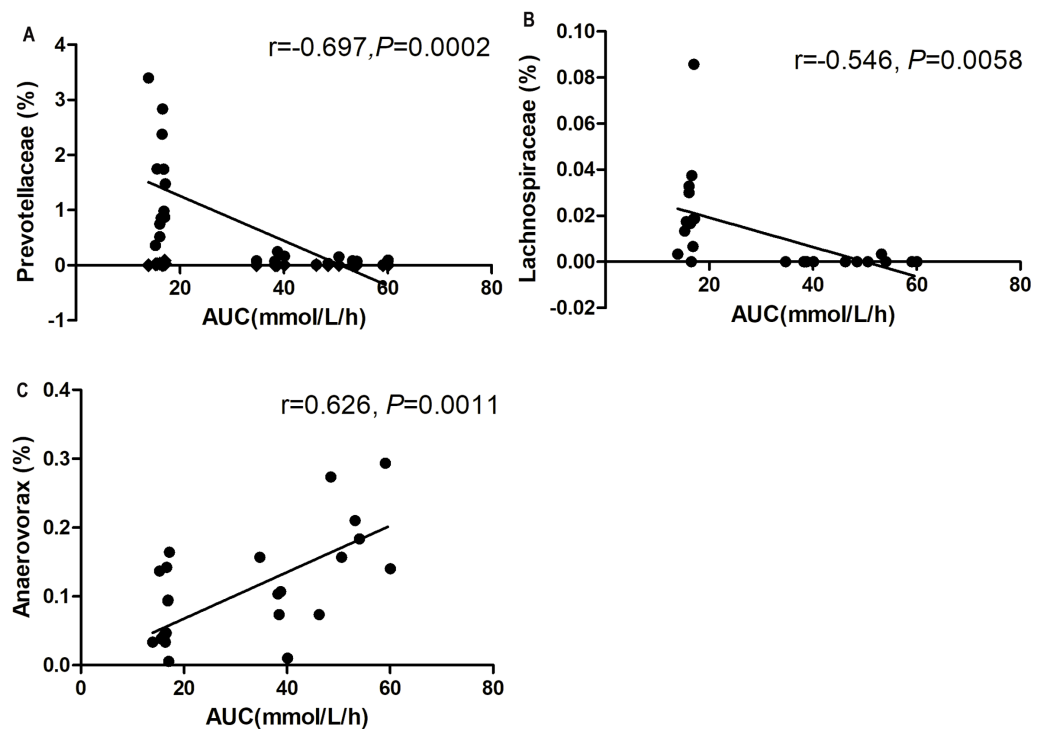 A
r=-0.697,P=0.0002
Prevotellaceae (%)
4
3
2
1
0
-1
20
40
60
80
AUC(mmol/L/h)
B
r=-0.546, P=0.0058
Lachnospiraceae (%)
0.10
0.08
0.06
0.04
0.02
0.00
-0.02
20
40
60
80
AUC(mmol/L/h)
C
r=0.626, P=0.0011
Anaerovorax (%)
0.4
0.3
0.2
0.1
0.0
0
20
40
60
80
AUC(mmol/L/h)